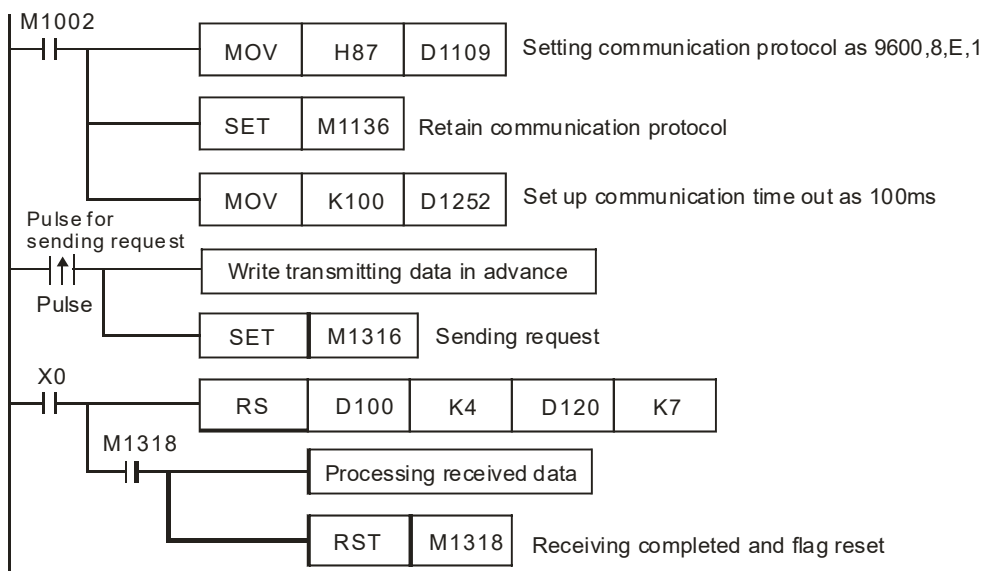 M1002
MOV H87 D1109 Setting communication protocol as 9600,8,E,1
SET M1136 Retain communication protocol
MOV K100 D1252 Set up communication time out as 100ms
Pulse for
sending request
Write transmitting data in advance
Pulse
SET M1316 Sending request
X0
RS D100 K4 D120 K7
M1318
Processing received data
RST M1318 Receiving completed and flag reset